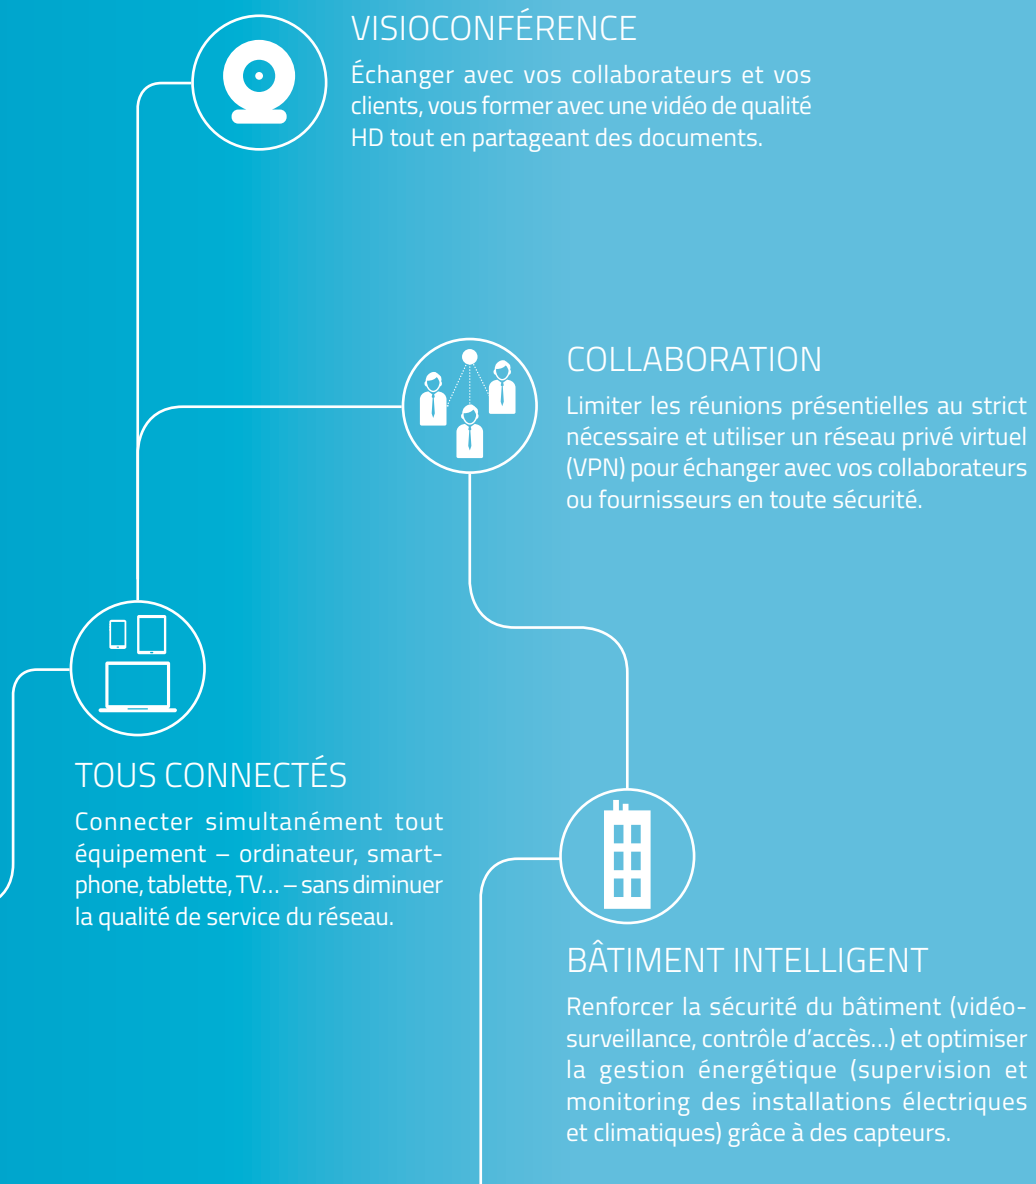 VISIOCONFÉRENCE
Échanger avec vos collaborateurs et vos
clients, vous former avec une vidéo de qualité
HD tout en partageant des documents.
COLLABORATION
Limiter les réunions présentielles au strict
nécessaire et utiliser un réseau privé virtuel
(VPN) pour échanger avec vos collaborateurs
ou fournisseurs en toute sécurité.
TOUS CONNECTÉS
Connecter simultanément tout
équipement – ordinateur, smart-
phone, tablette, TV… – sans diminuer
la qualité de service du réseau.
BÂTIMENT INTELLIGENT
Renforcer la sécurité du bâtiment (vidéo-
surveillance, contrôle d’accès…) et optimiser
la gestion énergétique (supervision et
monitoring des installations électriques
et climatiques) grâce à des capteurs.